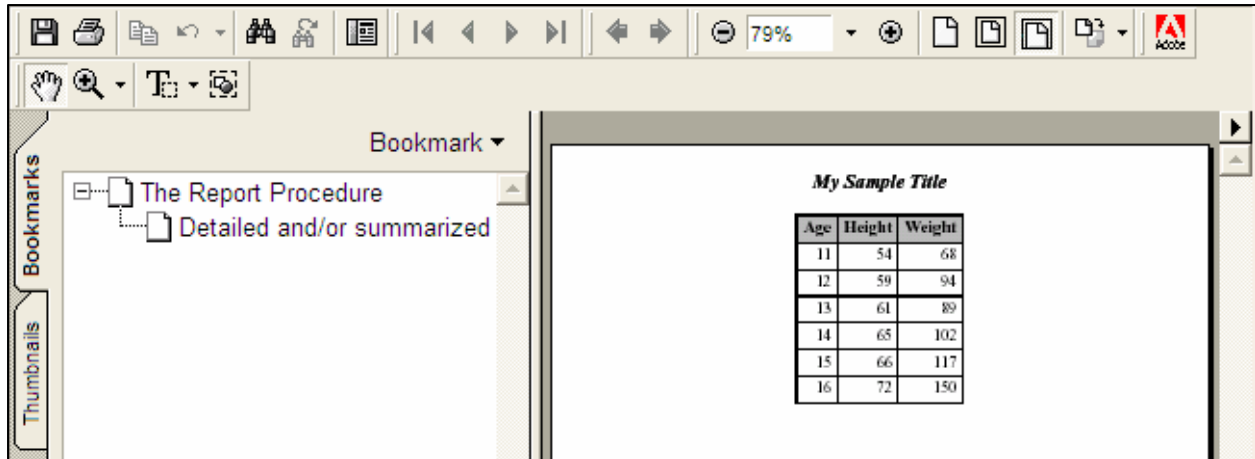 79%
Adobe
Bookmarks
Thumbnails
Bookmark
The Report Procedure
Detailed and/or summarized
My Sample Title
Age Height Weight
11 54 68
12 59 94
13 61 89
14 65 102
15 66 117
16 72 150